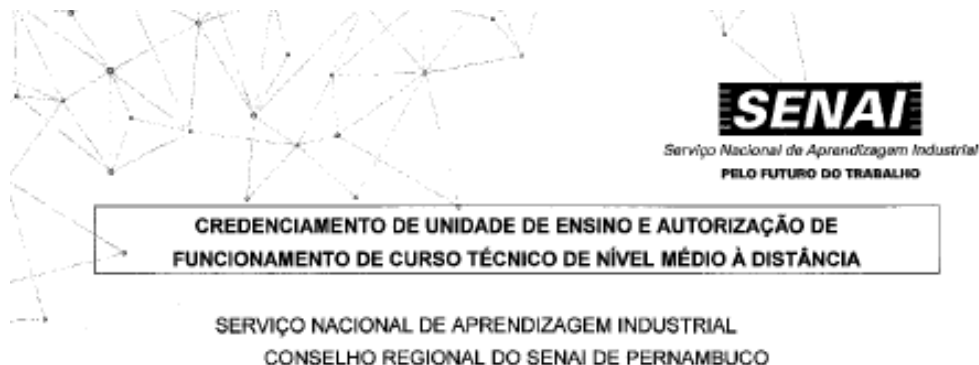 SENAI
Serviço Nacional de Aprendizagem Industrial
PELO FUTURO DO TRABALHO
CREDENCIAMENTO DE UNIDADE DE ENSINO E AUTORIZAÇÃO DE
FUNCIONAMENTO DE CURSO TÉCNICO DE NÍVEL MÉDIO À DISTÂNCIA
SERVIÇO NACIONAL DE APRENDIZAGEM INDUSTRIAL
CONSELHO REGIONAL DO SENAI DE PERNAMBUCO